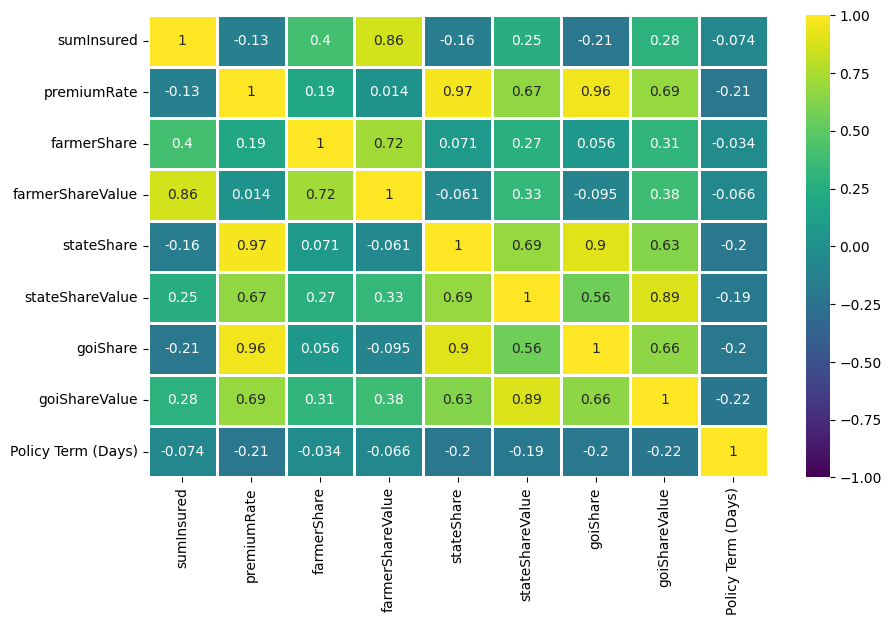 sumInsured 1 -0.13 0.4 0.86 -0.16 0.25 -0.21 0.28 -0.074
premiumRate -0.13 1 0.19 0.014 0.97 0.67 0.96 0.69 -0.21
farmerShare 0.4 0.19 1 0.72 0.071 0.27 0.056 0.31 -0.034
farmerShareValue 0.86 0.014 0.72 1 -0.061 0.33 -0.095 0.38 -0.066
stateShare -0.16 0.97 0.071 -0.061 1 0.69 0.9 0.63 -0.2
stateShareValue 0.25 0.67 0.27 0.33 0.69 1 0.56 0.89 -0.19
goiShare -0.21 0.96 0.056 -0.095 0.9 0.56 1 0.66 -0.2
goiShareValue 0.28 0.69 0.31 0.38 0.63 0.89 0.66 1 -0.22
Policy Term (Days) -0.074 -0.21 -0.034 -0.066 -0.2 -0.19 -0.2 -0.22 1
sumInsured
premiumRate
farmerShare
farmerShareValue
stateShare
stateShareValue
goiShare
goiShareValue
Policy Term (Days)
1.00
0.75
0.50
0.25
0.00
−0.25
−0.50
−0.75
−1.00